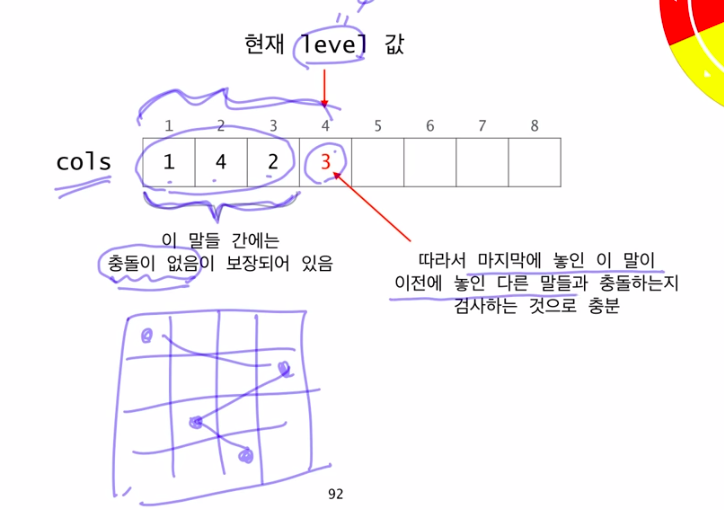 현재 level 값
1 2 3 4 5 6 7 8
cols 1 4 2 3
이 말들 간에는
충돌이 없음이 보장되어 있음
따라서 마지막에 놓인 이 말이
이전에 놓인 다른 말들과 충돌하는지
검사하는 것으로 충분
92